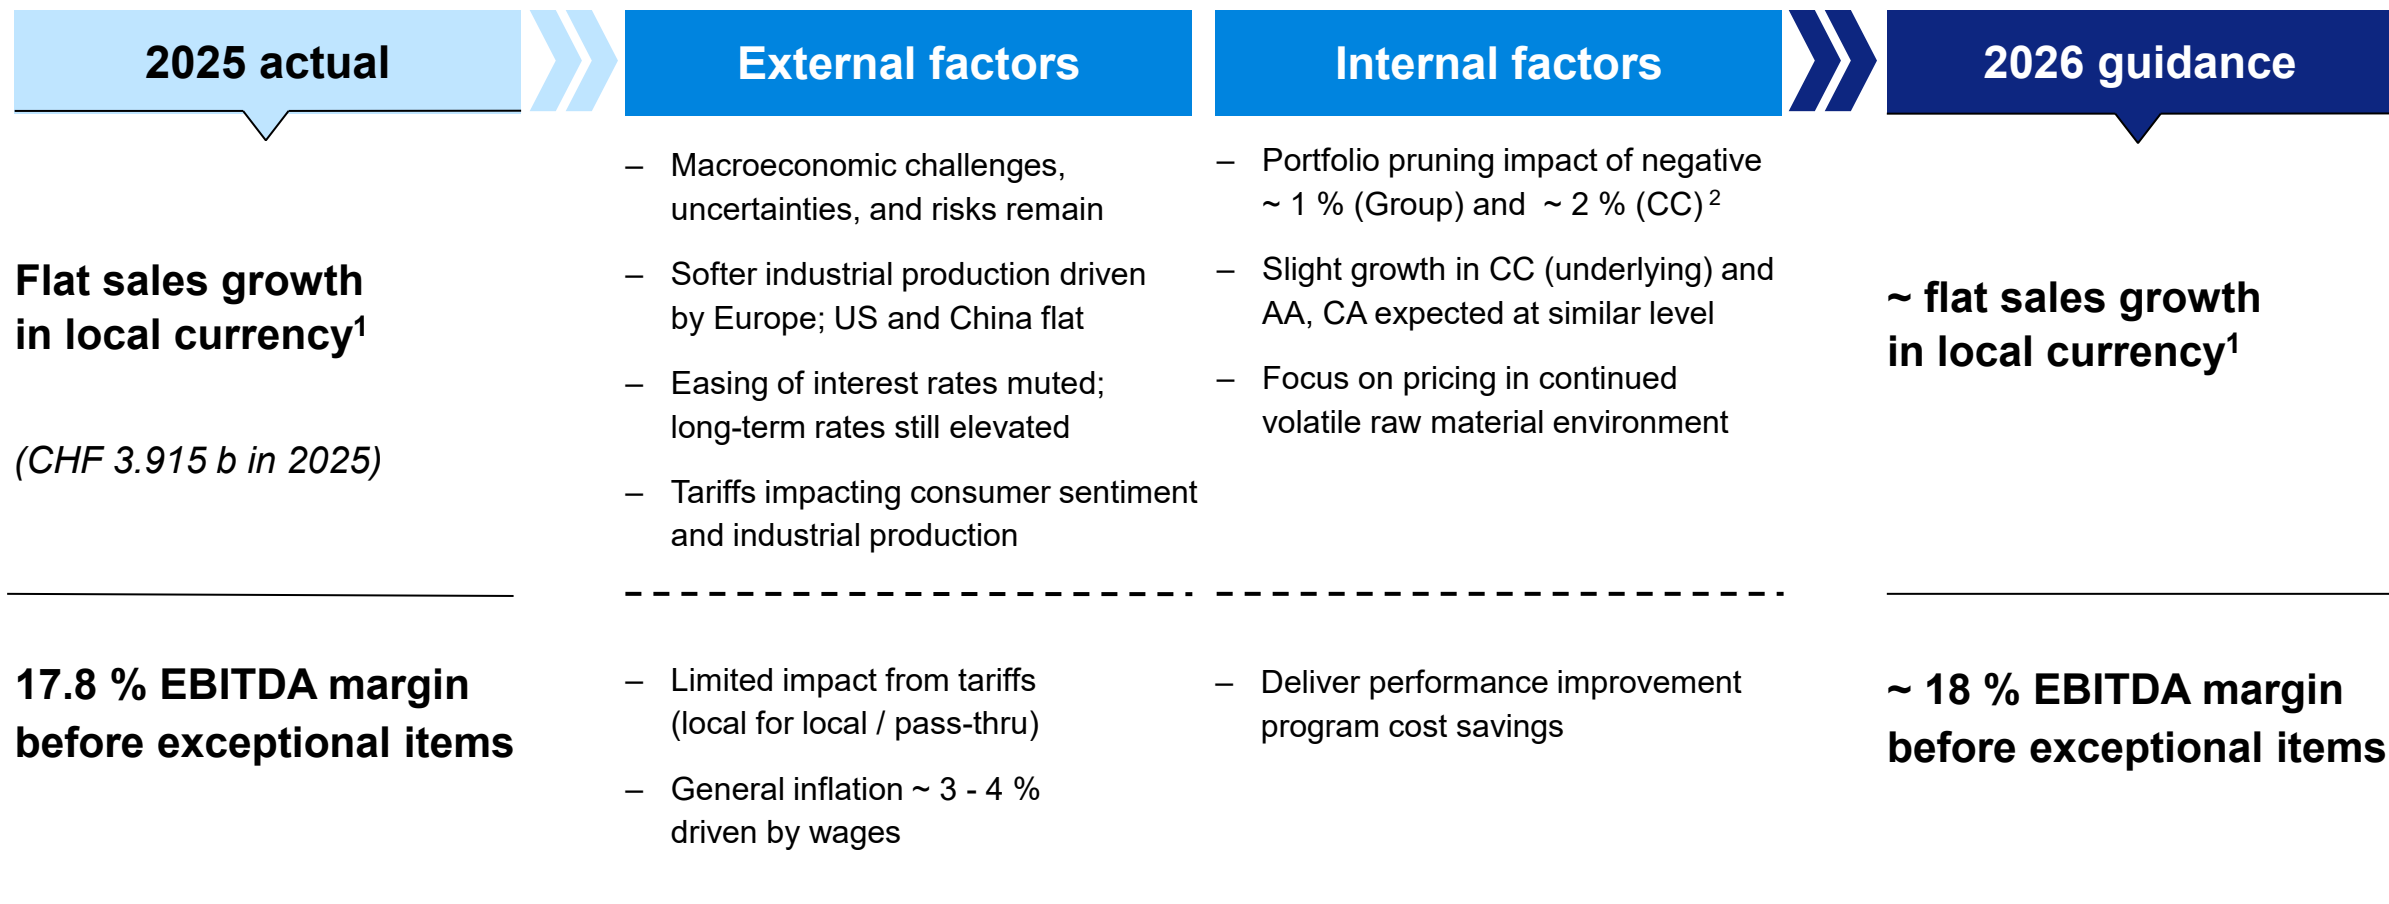 2025 actual
Flat sales growth
in local currency¹
(CHF 3.915 b in 2025)
17.8 % EBITDA margin
before exceptional items
External factors
– Macroeconomic challenges,
uncertainties, and risks remain
– Softer industrial production driven
by Europe; US and China flat
– Easing of interest rates muted;
long-term rates still elevated
– Tariffs impacting consumer sentiment
and industrial production
– Limited impact from tariffs
(local for local / pass-thru)
– General inflation ~ 3 - 4 %
driven by wages
Internal factors
– Portfolio pruning impact of negative
~ 1 % (Group) and ~ 2 % (CC) ²
– Slight growth in CC (underlying) and
AA, CA expected at similar level
– Focus on pricing in continued
volatile raw material environment
– Deliver performance improvement
program cost savings
2026 guidance
~ flat sales growth
in local currency¹
~ 18 % EBITDA margin
before exceptional items